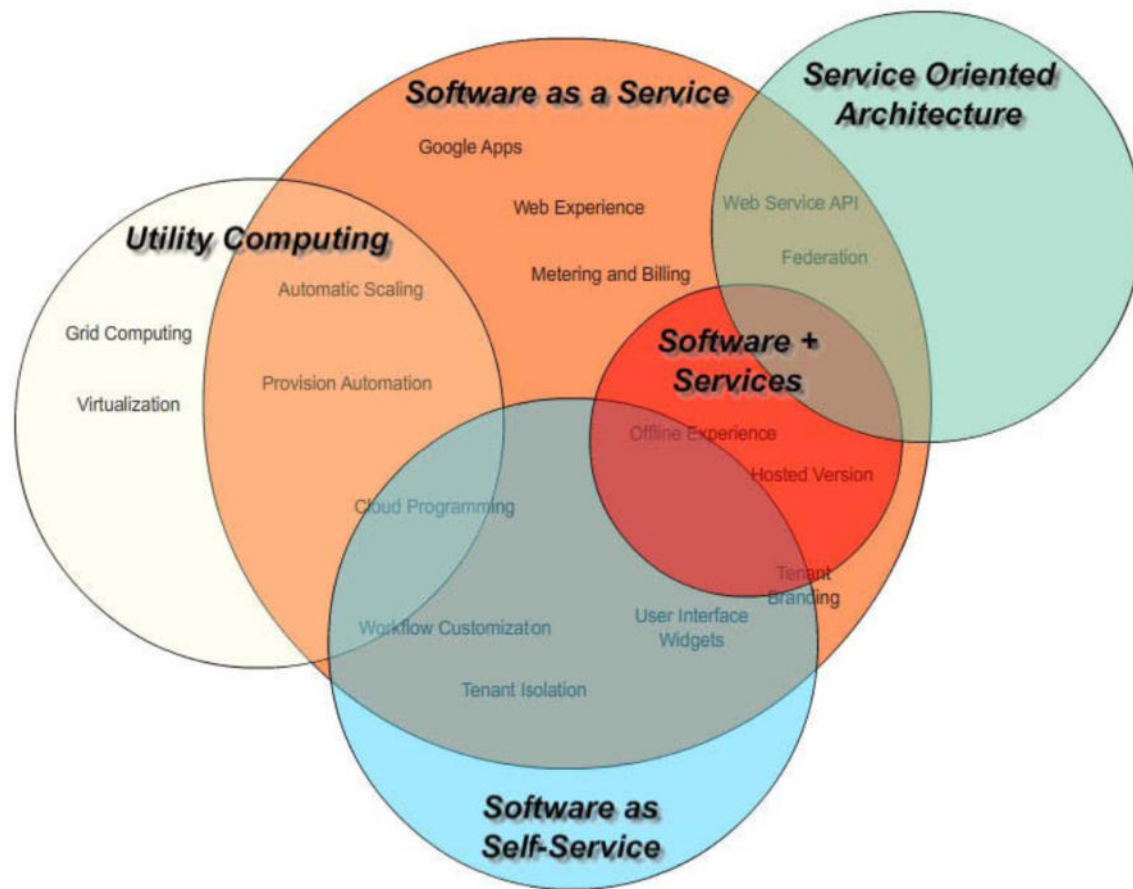 Software as a Service
Service Oriented
Architecture
Google Apps
Web Experience
Web Service API
Utility Computing
Federation
Metering and Billing
Automatic Scaling
Grid Computing
Software +
Services
Provision Automation
Virtualization
Offline Experience
Hosted Version
Cloud Programming
Tenant
Branding
User Interface
Widgets
Workflow Customization
Tenant Isolation
Software as
Self-Service